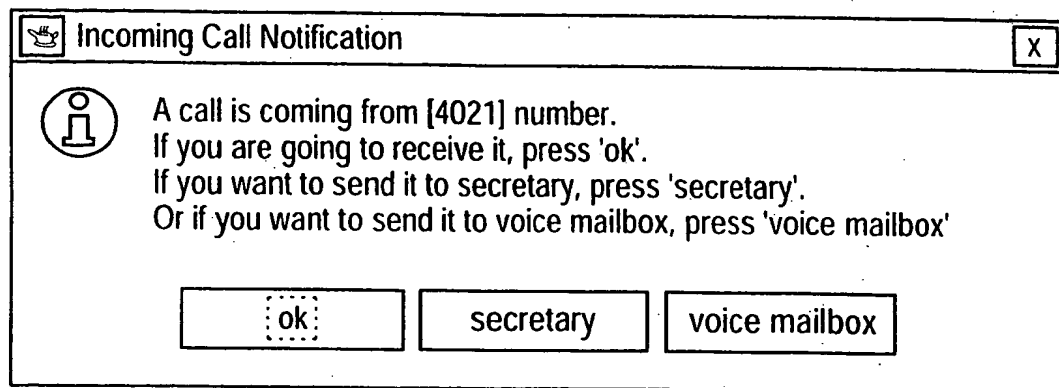 Incoming Call Notification
X
A call is coming from [4021] number.
If you are going to receive it, press 'ok'.
If you want to send it to secretary, press 'secretary'.
Or if you want to send it to voice mailbox, press 'voice mailbox'
ok secretary voice mailbox